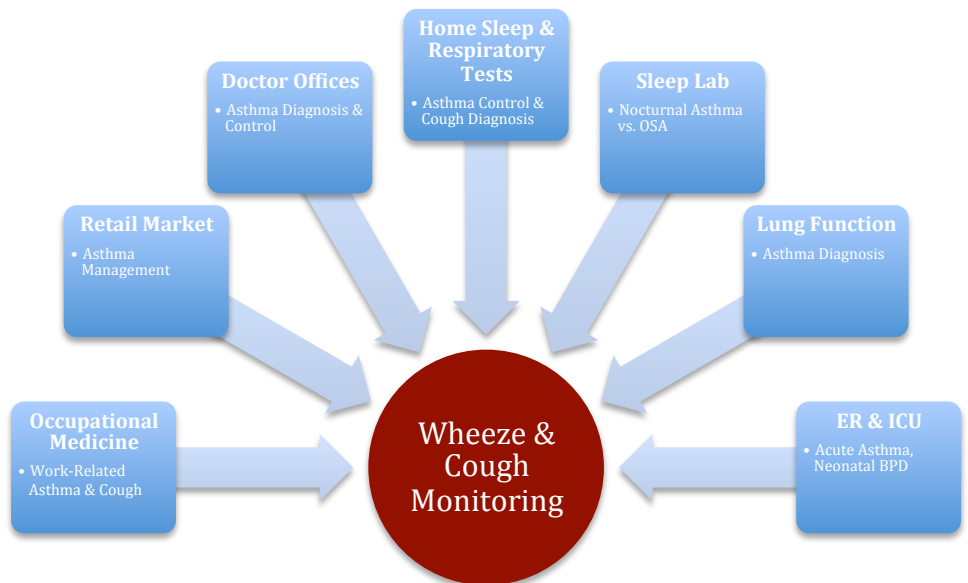 Home Sleep &
Respiratory
Tests
• Asthma Control &
Cough Diagnosis
Doctor Offices
• Asthma Diagnosis &
Control
Sleep Lab
• Nocturnal Asthma
vs. OSA
Retail Market
• Asthma
Management
Lung Function
• Asthma Diagnosis
Occupational
Medicine
• Work-Related
Asthma & Cough
Wheeze &
Cough
Monitoring
ER & ICU
• Acute Asthma,
Neonatal BPD